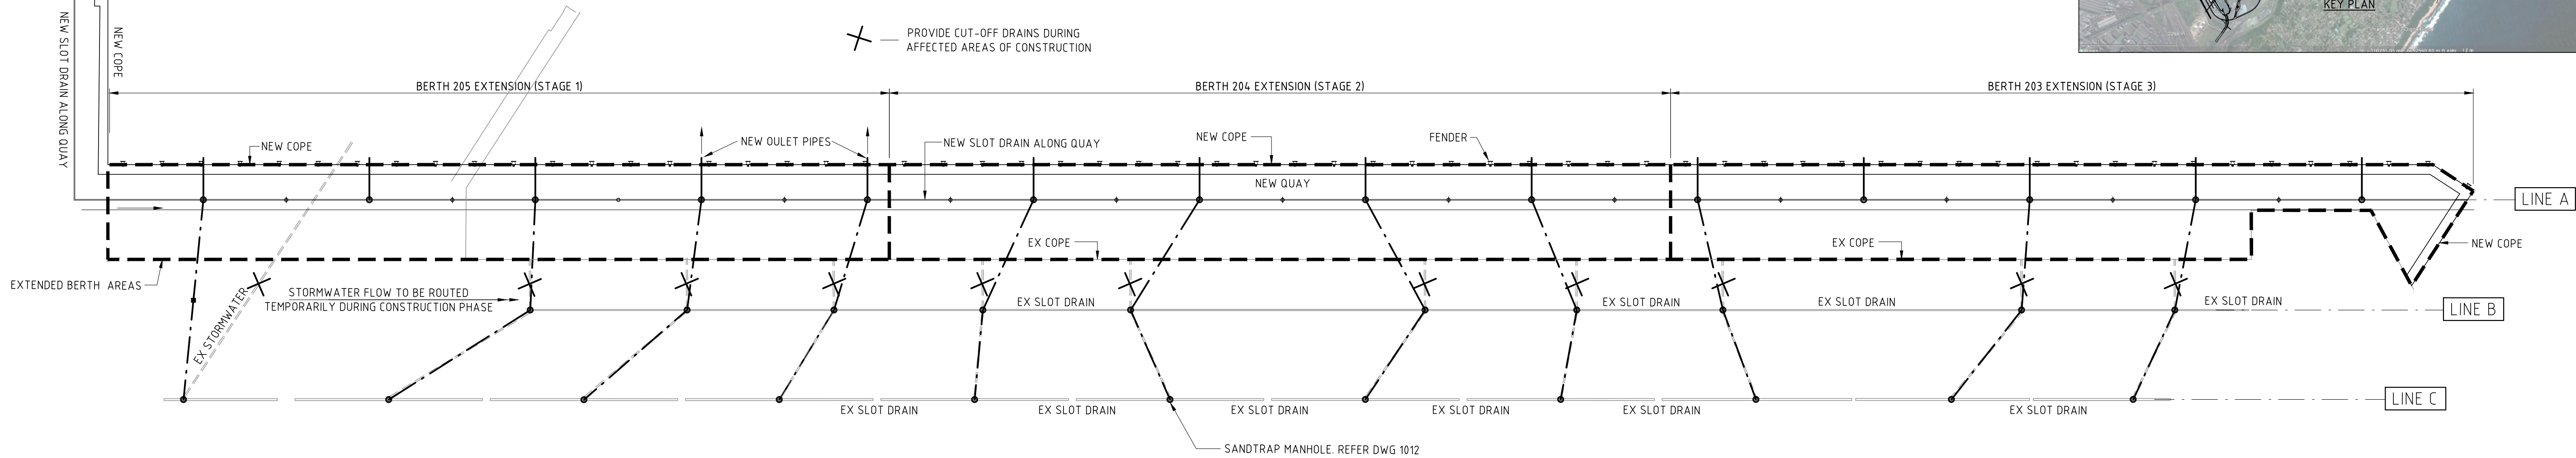 KEY PLAN
NEW SLOT DRAIN ALONG QUAY
NEW COPE
PROVIDE CUT-OFF DRAINS DURING
AFFECTED AREAS OF CONSTRUCTION
BERTH 205 EXTENSION (STAGE 1)
BERTH 204 EXTENSION (STAGE 2)
BERTH 203 EXTENSION (STAGE 3)
NEW COPE
NEW OULET PIPES
NEW SLOT DRAIN ALONG QUAY
NEW COPE
FENDER
NEW QUAY
LINE A
EX COPE
EX COPE
NEW COPE
EXTENDED BERTH AREAS
EX STORMWATER
STORMWATER FLOW TO BE ROUTED
TEMPORARILY DURING CONSTRUCTION PHASE
EX SLOT DRAIN
EX SLOT DRAIN
EX SLOT DRAIN
EX SLOT DRAIN
LINE B
EX SLOT DRAIN
EX SLOT DRAIN
EX SLOT DRAIN
EX SLOT DRAIN
EX SLOT DRAIN
EX SLOT DRAIN
LINE C
SANDTRAP MANHOLE. REFER DWG 1012